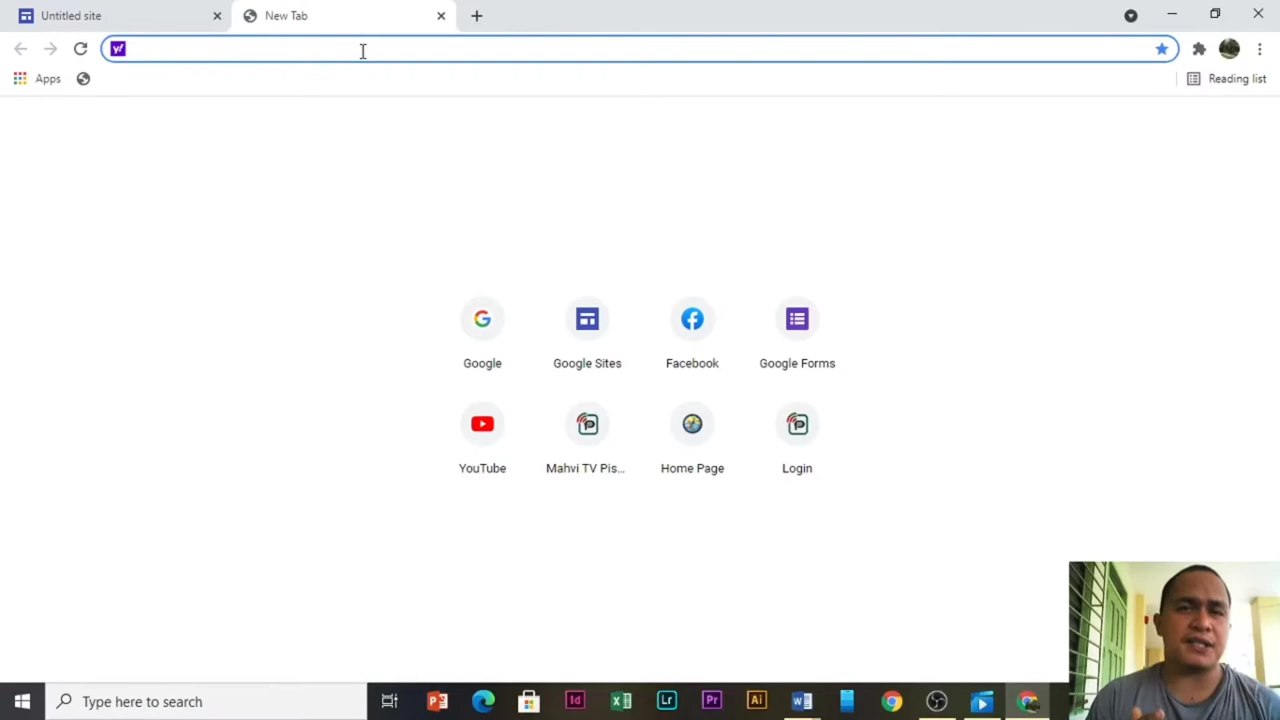 Untitled site
New Tab
Apps
Reading list
Google
Google Sites
Facebook
Google Forms
YouTube
Mahvi TV Pis...
Home Page
Login
Type here to search